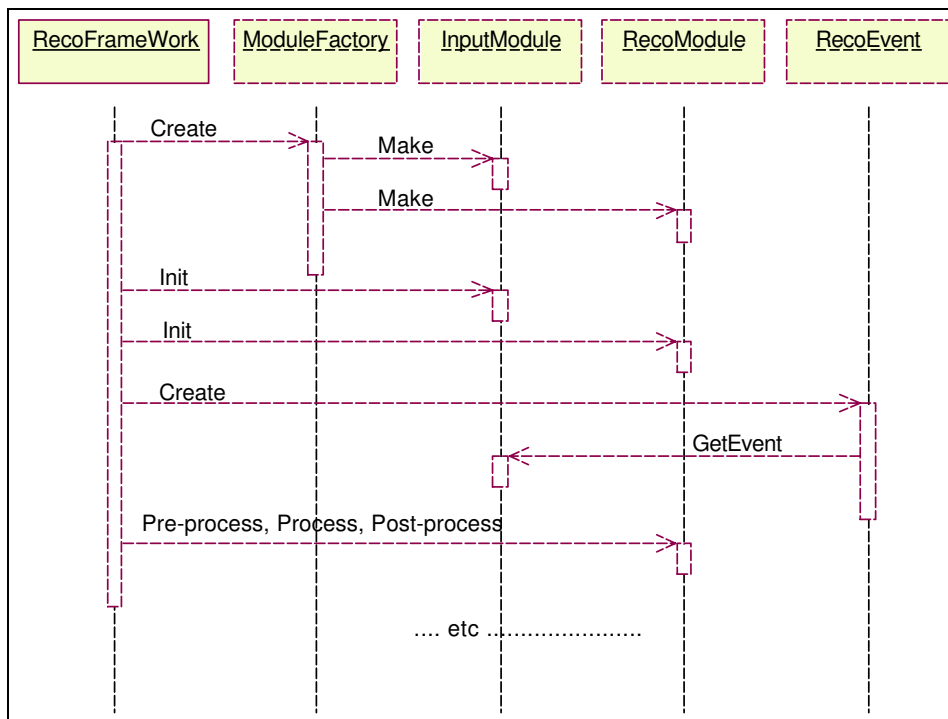 RecoFrameWork ModuleFactory InputModule RecoModule RecoEvent
Create
Make
Make
Init
Init
Create
GetEvent
Pre-process, Process, Post-process
.... etc .......................